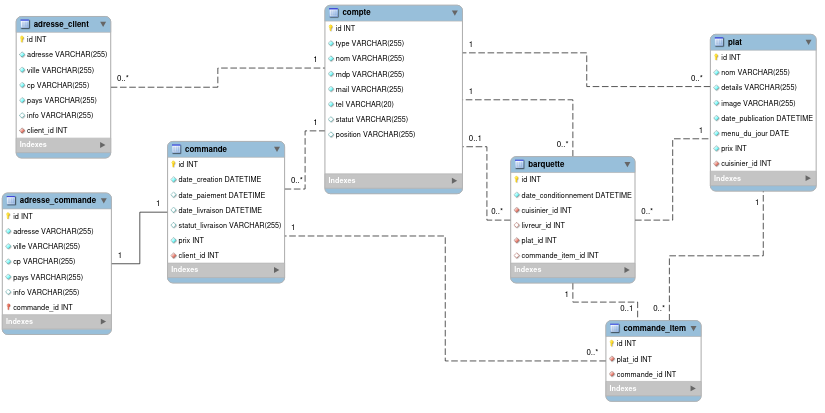 adresse_client
id INT
adresse VARCHAR(255)
ville VARCHAR(255)
cp VARCHAR(255)
pays VARCHAR(255)
info VARCHAR(255)
client_id INT
Indexes
0..*
1
compte
id INT
type VARCHAR(255)
nom VARCHAR(255)
mdp VARCHAR(255)
mail VARCHAR(255)
tel VARCHAR(20)
statut VARCHAR(255)
position VARCHAR(255)
Indexes
1
0..*
1
0..*
0..1
0..*
plat
id INT
nom VARCHAR(255)
details VARCHAR(255)
image VARCHAR(255)
date_publication DATETIME
menu_du_jour DATE
prix INT
cuisinier_id INT
Indexes
commande
id INT
date_creation DATETIME
date_paiement DATETIME
date_livraison DATETIME
statut_livraison VARCHAR(255)
prix INT
client_id INT
Indexes
1
0..*
adresse_commande
id INT
adresse VARCHAR(255)
ville VARCHAR(255)
cp VARCHAR(255)
pays VARCHAR(255)
info VARCHAR(255)
commande_id INT
Indexes
1
1
barquette
id INT
date_conditionnement DATETIME
cuisinier_id INT
livreur_id INT
plat_id INT
commande_item_id INT
Indexes
1
0..*
1
0..*
1
0..1
1
0..*
commande_item
id INT
plat_id INT
commande_id INT
Indexes